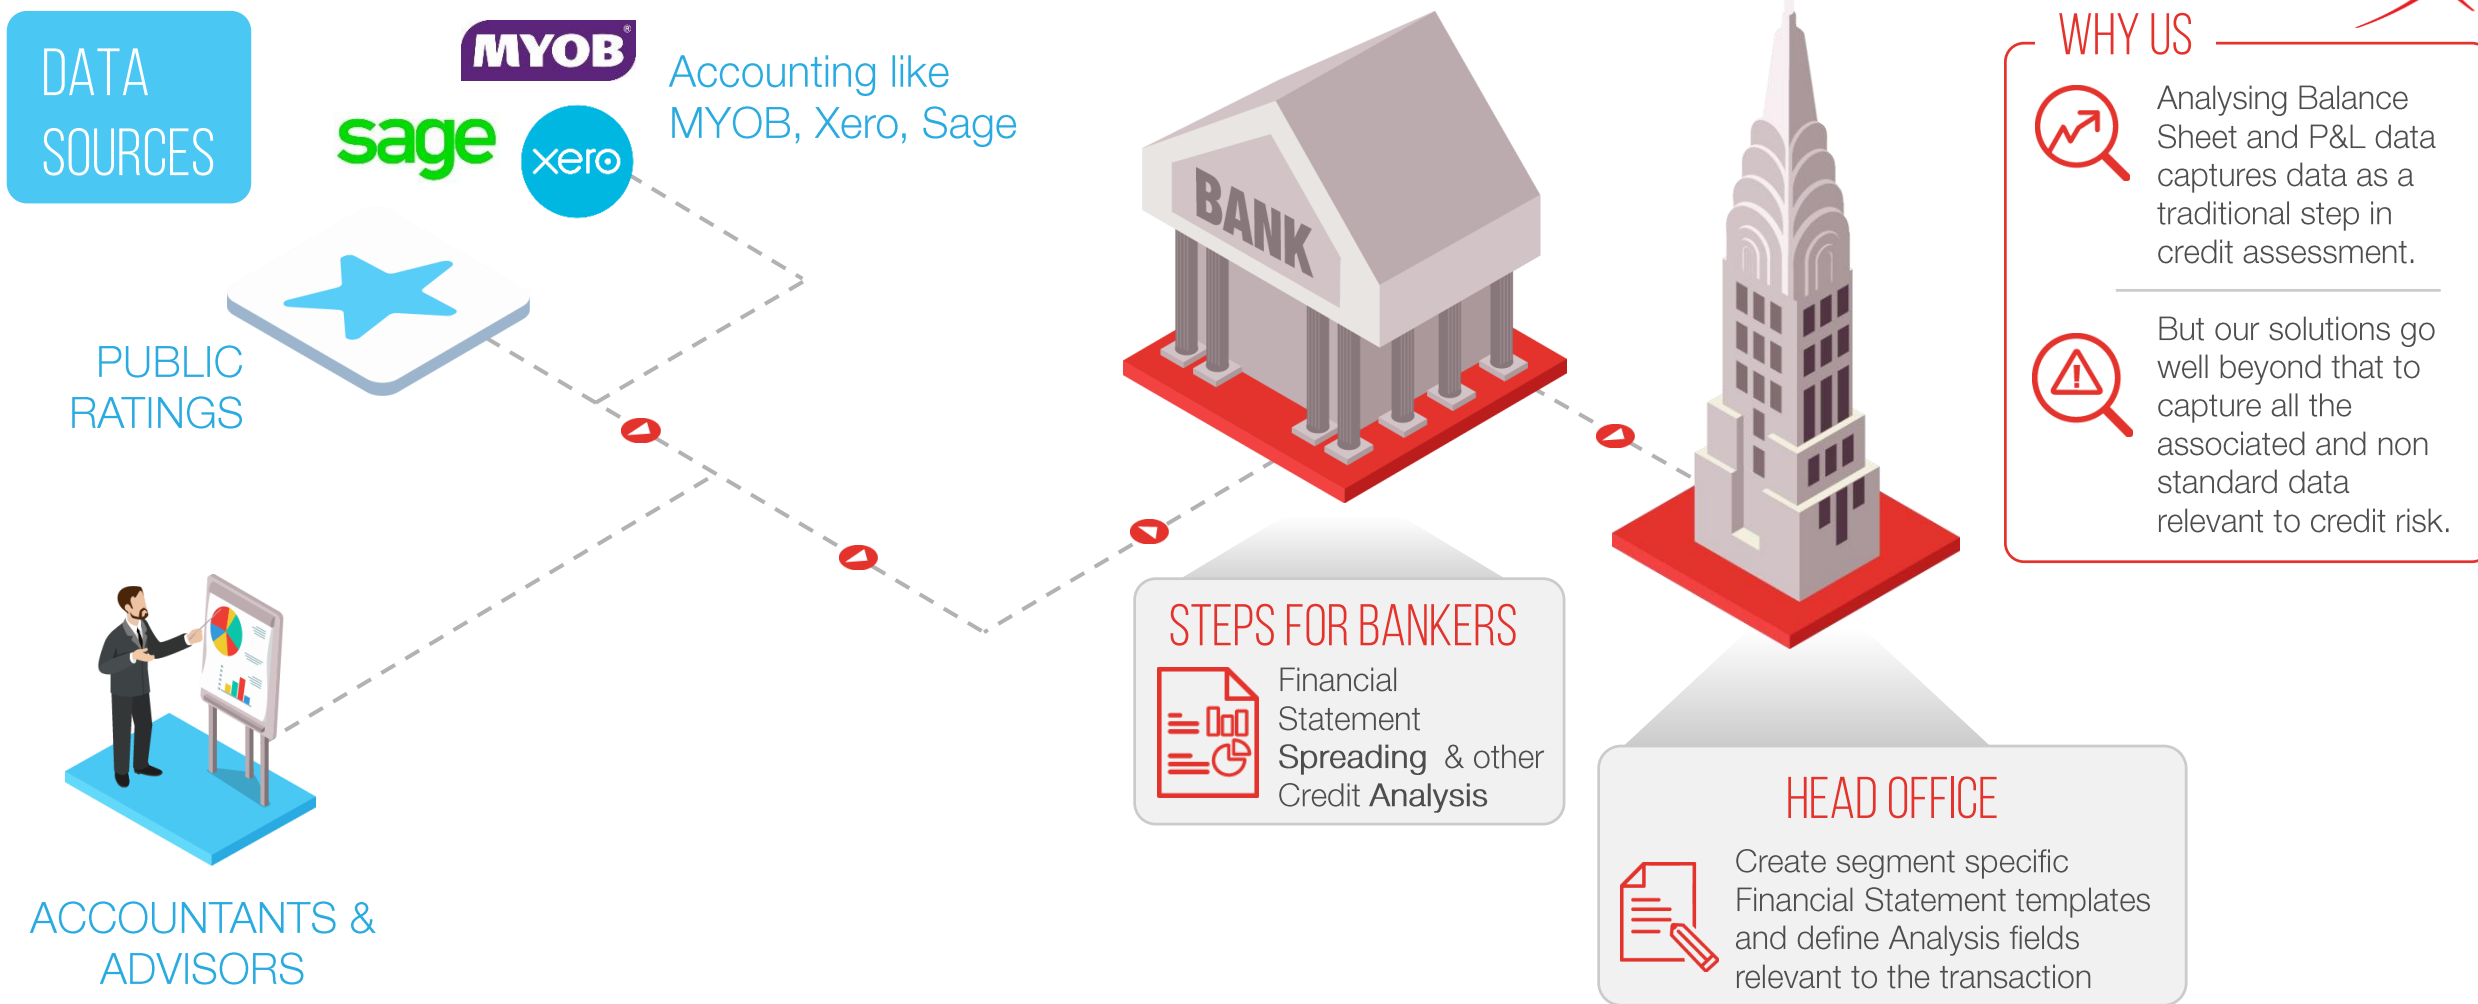 DATA
SOURCES
MYOB®
sage
xero
Accounting like
MYOB, Xero, Sage
PUBLIC
RATINGS
ACCOUNTANTS &
ADVISORS
BANK
STEPS FOR BANKERS
Financial
Statement
Spreading & other
Credit Analysis
HEAD OFFICE
Create segment specific
Financial Statement templates
and define Analysis fields
relevant to the transaction
WHY US
Analysing Balance
Sheet and P&L data
captures data as a
traditional step in
credit assessment.
But our solutions go
well beyond that to
capture all the
associated and non
standard data
relevant to credit risk.